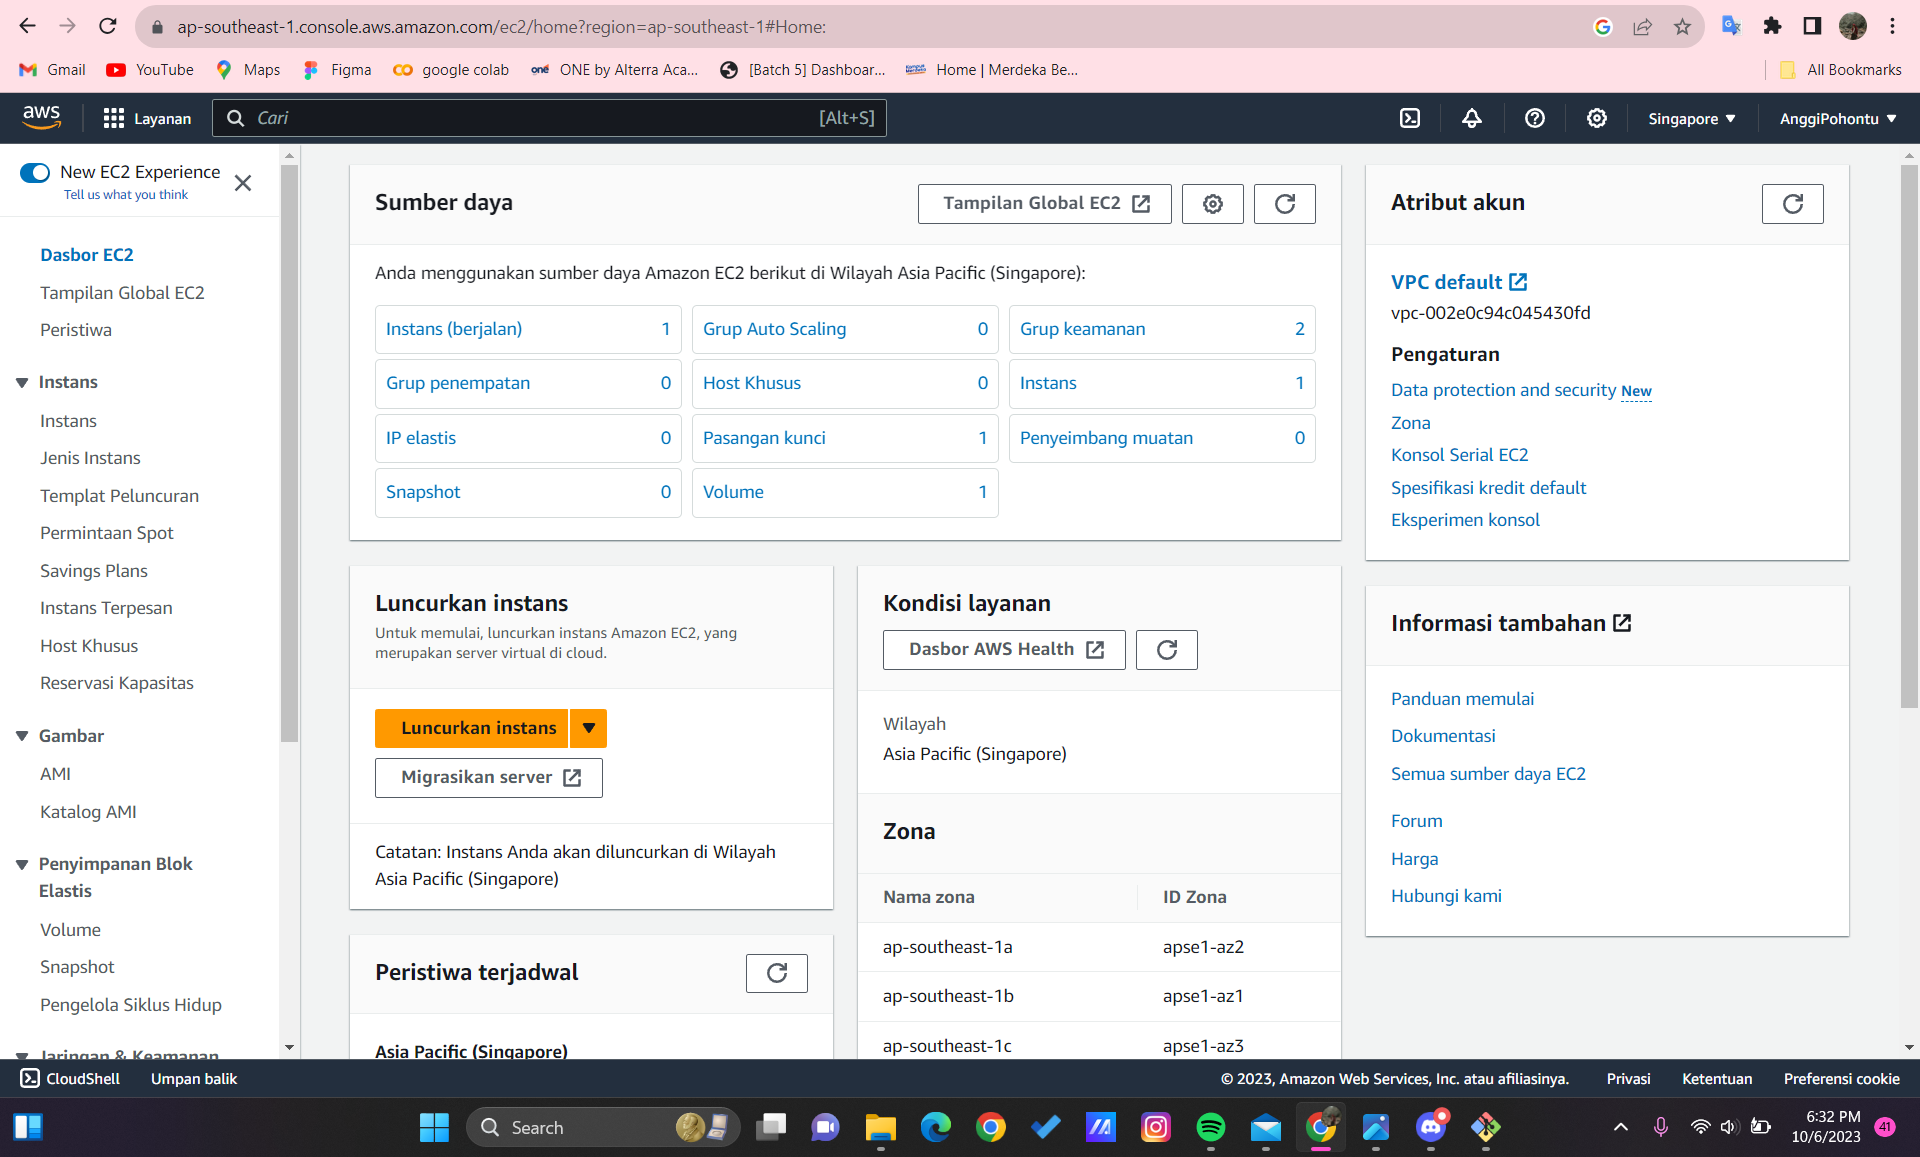 ap-southeast-1.console.aws.amazon.com/ec2/home?region=ap-southeast-1#Home:
Gmail
YouTube
Maps
Figma
google colab
ONE by Alterra Aca...
[Batch 5] Dashboar...
Home | Merdeka Be...
All Bookmarks
aws
Layanan
Cari
[Alt+S]
Singapore
AnggiPohontu
New EC2 Experience
Tell us what you think
Dasbor EC2
Tampilan Global EC2
Peristiwa
Instans
Instans
Jenis Instans
Templat Peluncuran
Permintaan Spot
Savings Plans
Instans Terpesan
Host Khusus
Reservasi Kapasitas
Gambar
AMI
Katalog AMI
Penyimpanan Blok
Elastis
Volume
Snapshot
Pengelola Siklus Hidup
Jaringan & Keamanan
Sumber daya
Tampilan Global EC2
Anda menggunakan sumber daya Amazon EC2 berikut di Wilayah Asia Pacific (Singapore):
Instans (berjalan) 1
Grup Auto Scaling 0
Grup keamanan 2
Grup penempatan 0
Host Khusus 0
Instans 1
IP elastis 0
Pasangan kunci 1
Penyeimbang muatan 0
Snapshot 0
Volume 1
Luncurkan instans
Untuk memulai, luncurkan instans Amazon EC2, yang
merupakan server virtual di cloud.
Luncurkan instans
Migrasikan server
Catatan: Instans Anda akan diluncurkan di Wilayah
Asia Pacific (Singapore)
Peristiwa terjadwal
Asia Pacific (Singapore)
Kondisi layanan
Dasbor AWS Health
Wilayah
Asia Pacific (Singapore)
Zona
Nama zona ID Zona
ap-southeast-1a apse1-az2
ap-southeast-1b apse1-az1
ap-southeast-1c apse1-az3
Atribut akun
VPC default
vpc-002e0c94c045430fd
Pengaturan
Data protection and security New
Zona
Konsol Serial EC2
Spesifikasi kredit default
Eksperimen konsol
Informasi tambahan
Panduan memulai
Dokumentasi
Semua sumber daya EC2
Forum
Harga
Hubungi kami
CloudShell
Umpan balik
© 2023, Amazon Web Services, Inc. atau afiliasinya.
Privasi
Ketentuan
Preferensi cookie
Search
6:32 PM
10/6/2023
41